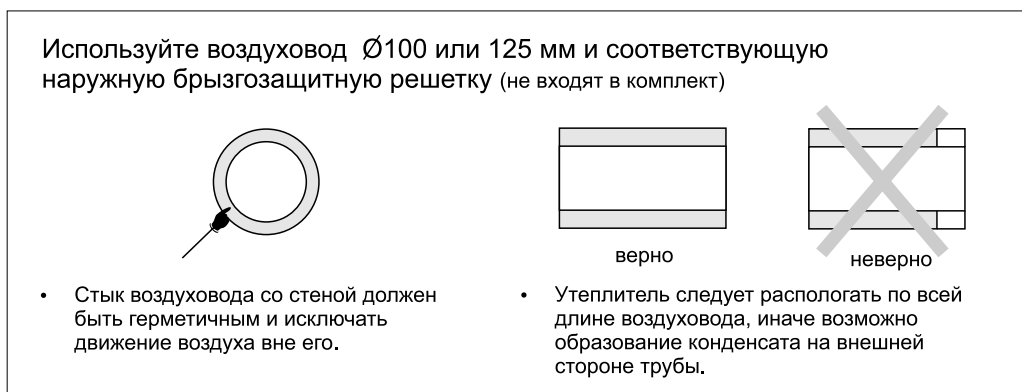 Используйте воздуховод Ø100 или 125 мм и соответствующую
наружную брызгозащитную решетку (не входят в комплект)
верно
неверно
• Стык воздуховода со стеной должен
быть герметичным и исключать
движение воздуха вне его.
• Утеплитель следует распологать по всей
длине воздуховода, иначе возможно
образование конденсата на внешней
стороне трубы.